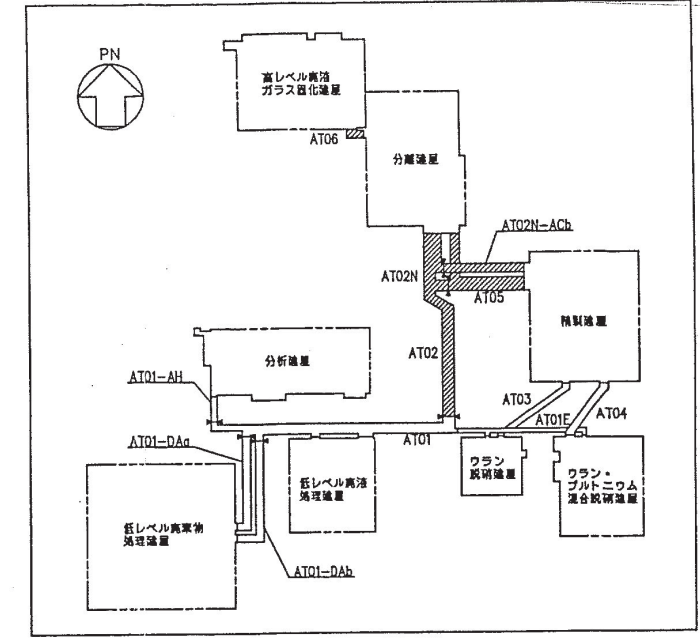 PN
高レベル廃液
ガラス固化建屋
AT06
分離建屋
AT02N-ACb
AT02N
AT05
精製建屋
分析建屋
AT02
AT01-AH
AT03
AT01E
AT04
AT01-DAa
AT01
低レベル廃液
処理建屋
ウラン
脱硝建屋
ウラン・
プルトニウム
混合脱硝建屋
低レベル廃棄物
処理建屋
AT01-DAb